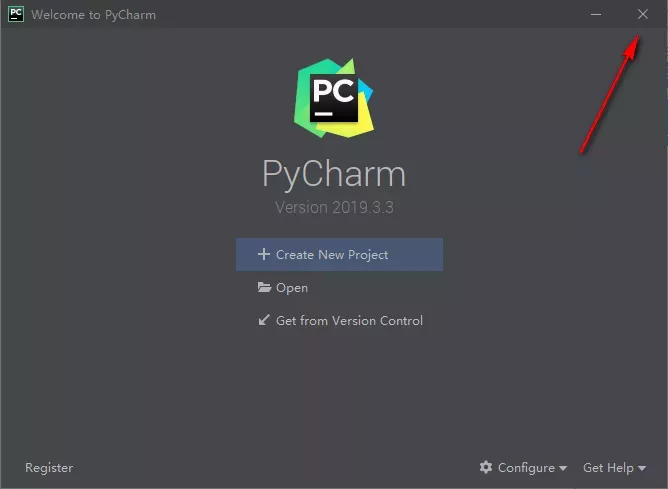 Welcome to PyCharm
PC
PyCharm
Version 2019.3.3
Create New Project
Open
Get from Version Control
Register
Configure
Get Help